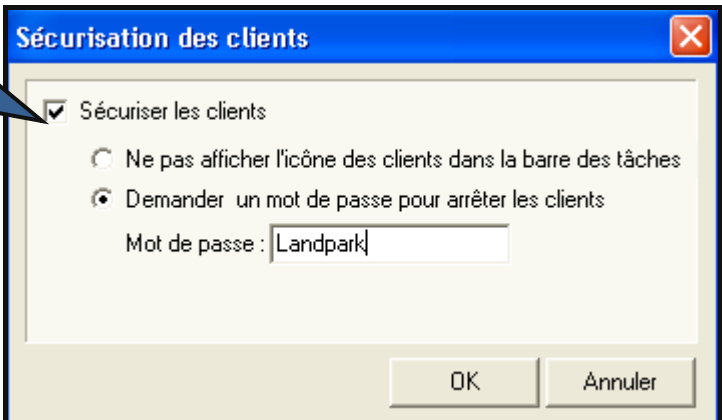 Sécurisation des clients
Sécuriser les clients
Ne pas afficher l'icône des clients dans la barre des tâches
Demander un mot de passe pour arrêter les clients
Mot de passe : Landpark
OK Annuler